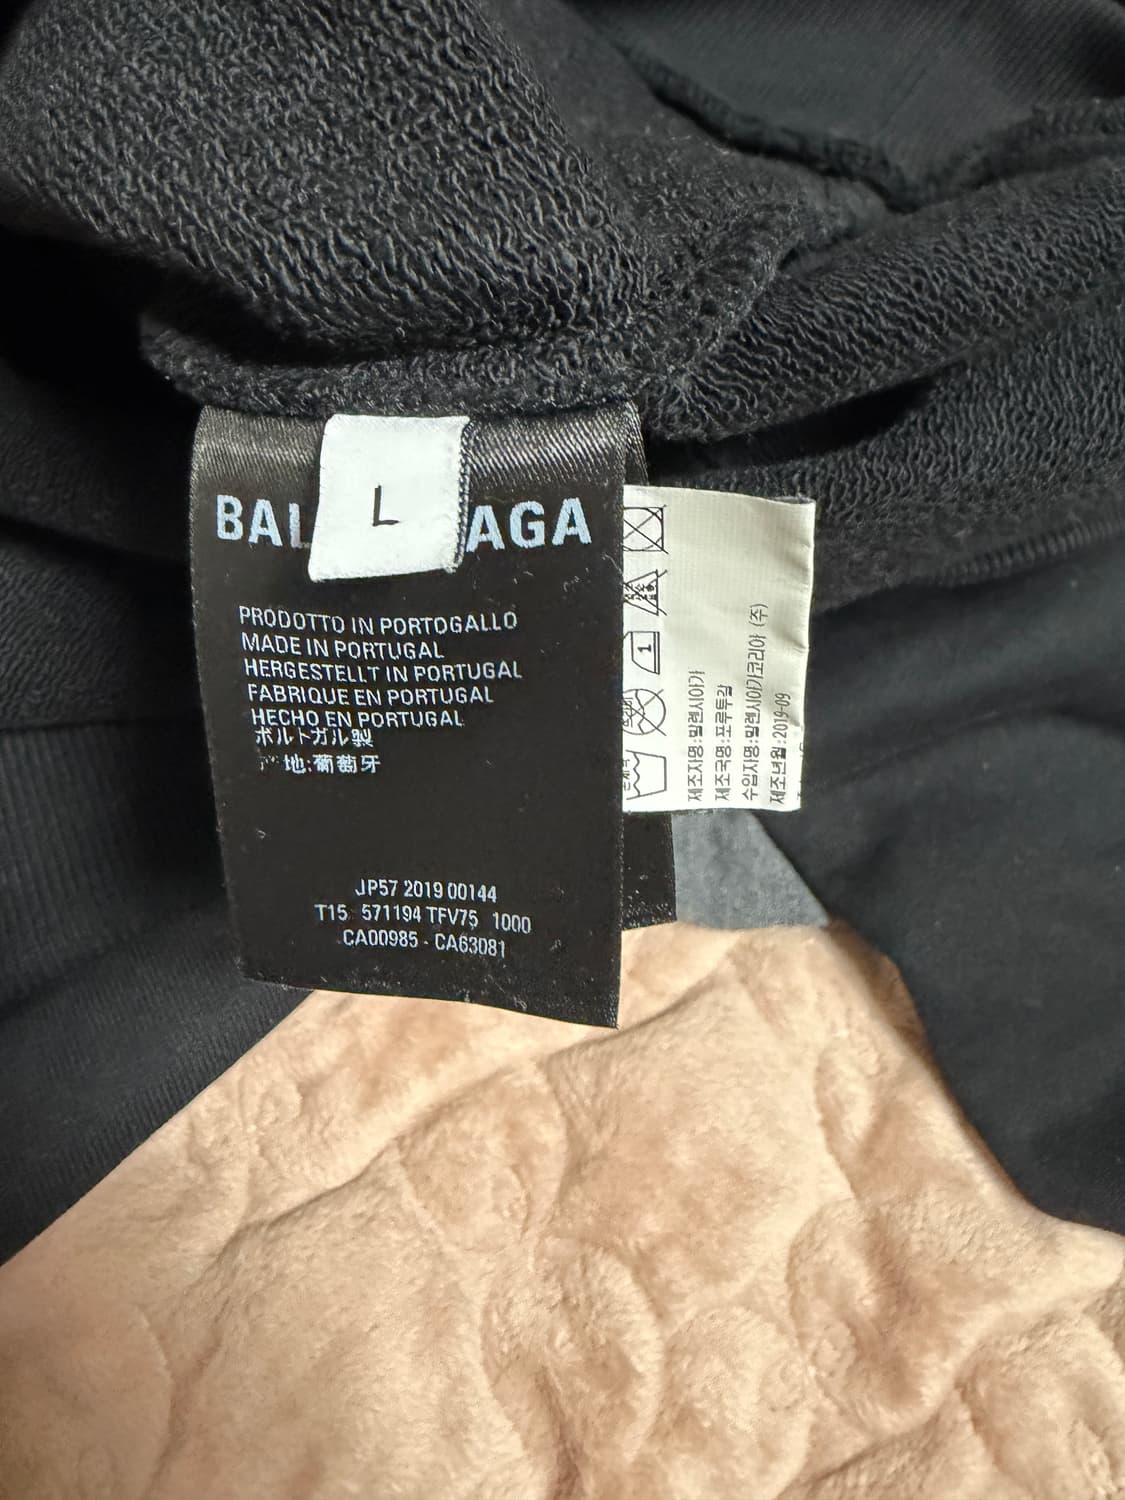 L
BAL AGA
PRODOTTO IN PORTOGALLO
MADE IN PORTUGAL
HERGESTELLT IN PORTUGAL
FABRIQUE EN PORTUGAL
HECHO EN PORTUGAL
ポルトガル製
地:葡萄牙
JP57 2019 00144
T15 571194 TFV75 1000
CA00985 - CA63081
제조자명:발렌시아가
제조국명:포루투갈
수입자명:발렌시아가코리아 (주)
제조년월:2019-09
1